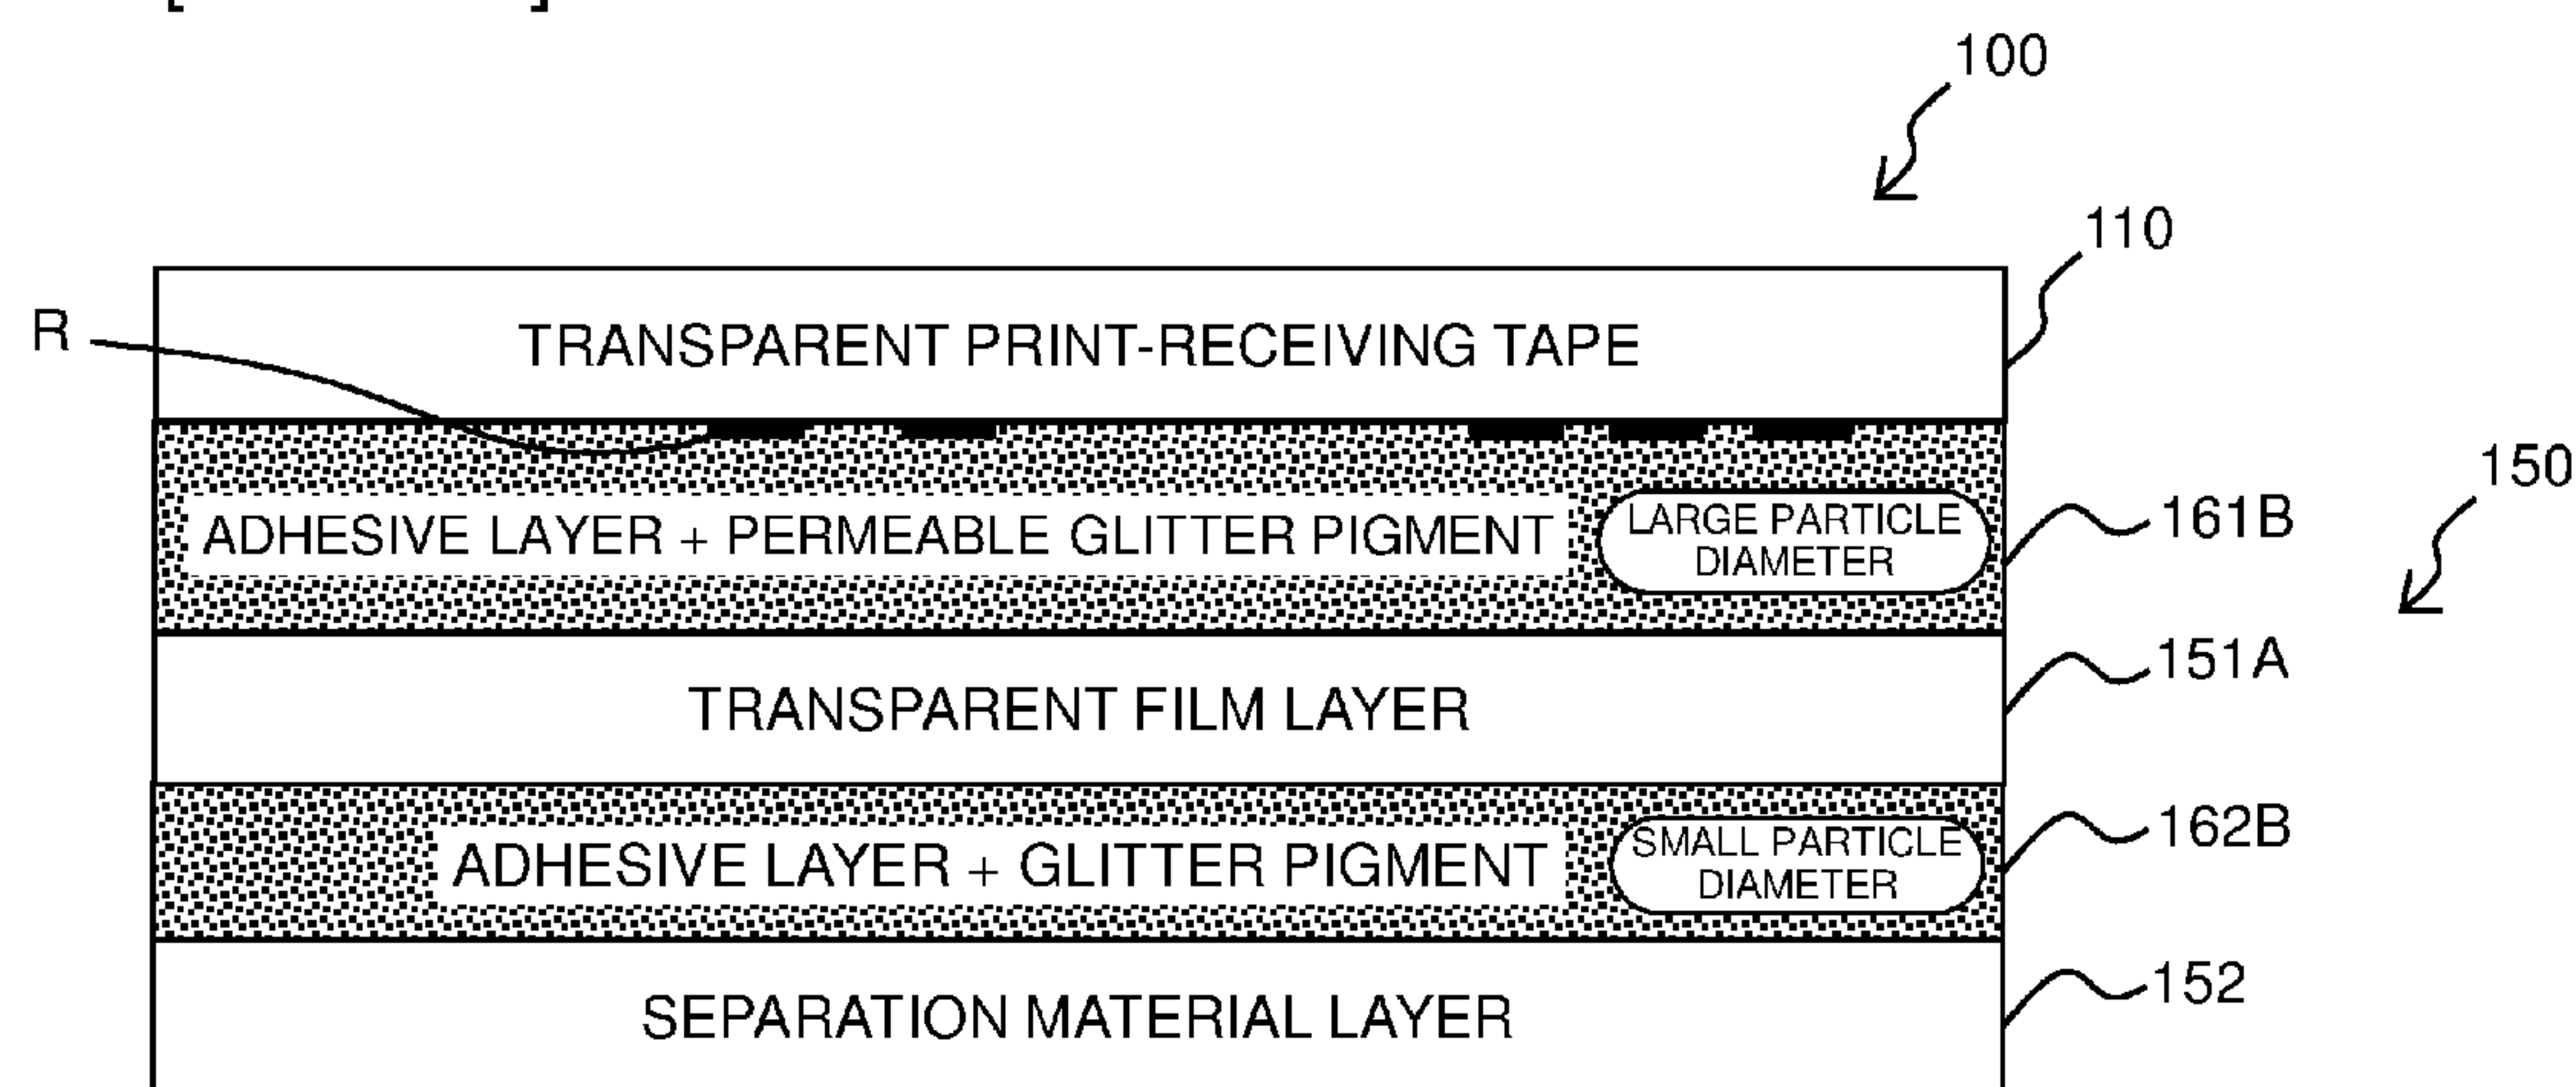 [ ]
100
110
R
TRANSPARENT PRINT-RECEIVING TAPE
150
161B
ADHESIVE LAYER + PERMEABLE GLITTER PIGMENT
LARGE PARTICLE
DIAMETER
151A
TRANSPARENT FILM LAYER
162B
ADHESIVE LAYER + GLITTER PIGMENT
SMALL PARTICLE
DIAMETER
152
SEPARATION MATERIAL LAYER